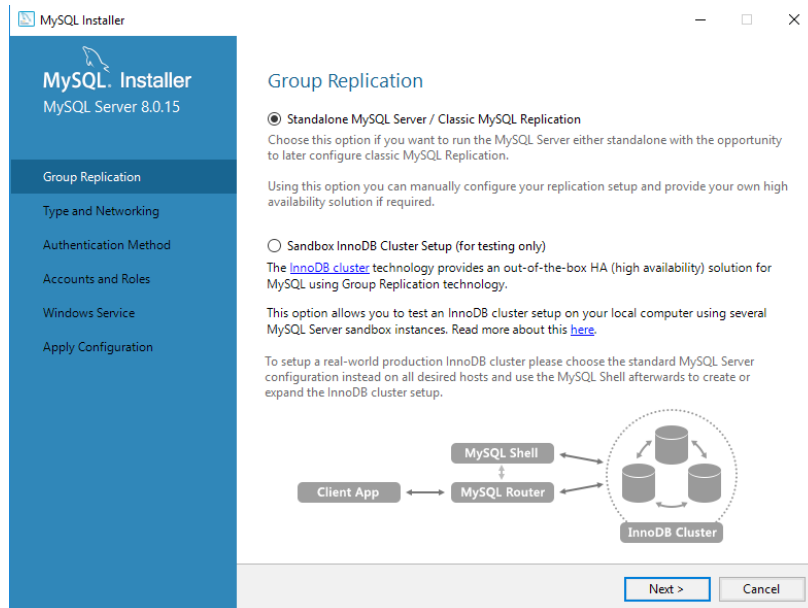 MySQL Installer
MySQL. Installer
MySQL Server 8.0.15
Group Replication
Type and Networking
Authentication Method
Accounts and Roles
Windows Service
Apply Configuration
Group Replication
Standalone MySQL Server / Classic MySQL Replication
Choose this option if you want to run the MySQL Server either standalone with the opportunity
to later configure classic MySQL Replication.
Using this option you can manually configure your replication setup and provide your own high
availability solution if required.
Sandbox InnoDB Cluster Setup (for testing only)
The InnoDB cluster technology provides an out-of-the-box HA (high availability) solution for
MySQL using Group Replication technology.
This option allows you to test an InnoDB cluster setup on your local computer using several
MySQL Server sandbox instances. Read more about this here.
To setup a real-world production InnoDB cluster please choose the standard MySQL Server
configuration instead on all desired hosts and use the MySQL Shell afterwards to create or
expand the InnoDB cluster setup.
MySQL Shell
Client App
MySQL Router
InnoDB Cluster
Next >
Cancel